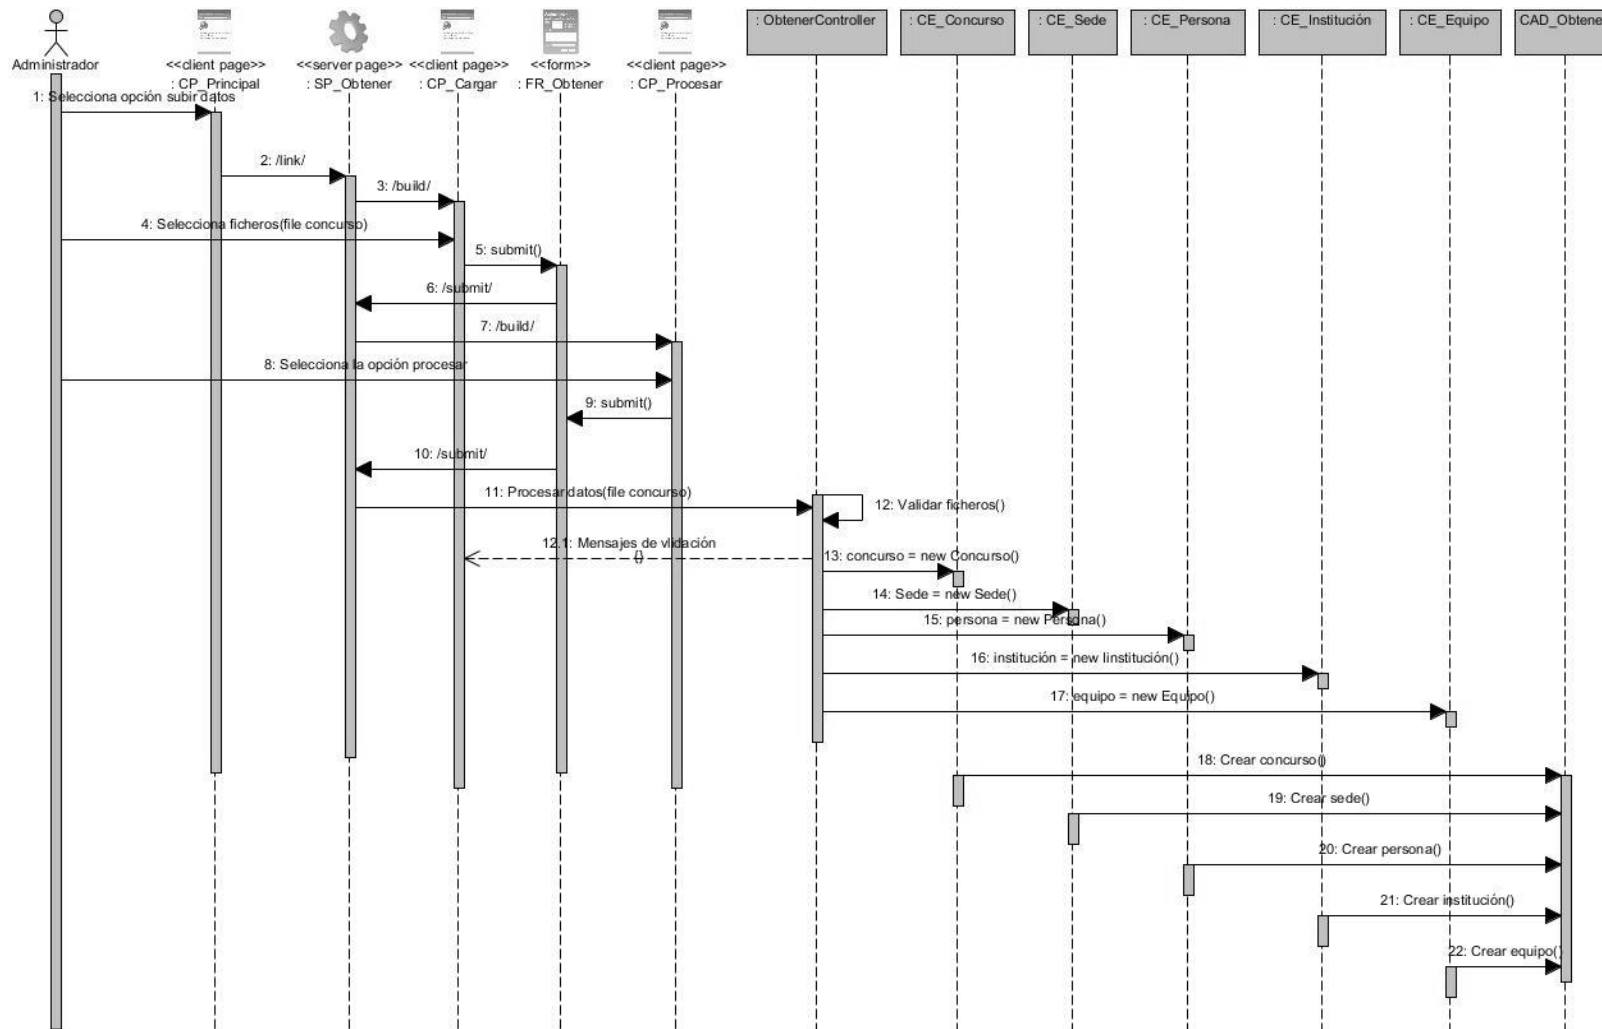 : ObtenerController
: CE_Concurso
: CE_Sede
: CE_Persona
: CE_Institución
: CE_Equipo
CAD_Obtene
Administrador
<<client page>>
: CP_Principal
<<server page>>
: SP_Obtener
<<client page>>
: CP_Cargar
<<form>>
: FR_Obtener
<<client page>>
: CP_Procesar
1: Selecciona opción subir datos
2: /link/
3: /build/
4: Selecciona ficheros(file concurso)
5: submit()
6: /submit/
7: /build/
8: Selecciona la opción procesar
9: submit()
10: /submit/
11: Procesar datos(file concurso)
12: Validar ficheros()
12.1: Mensajes de vlidación
()
13: concurso = new Concurso()
14: Sede = new Sede()
15: persona = new Persona()
16: institución = new Iinstitución()
17: equipo = new Equipo()
18: Crear concurso()
19: Crear sede()
20: Crear persona()
21: Crear institución()
22: Crear equipo()